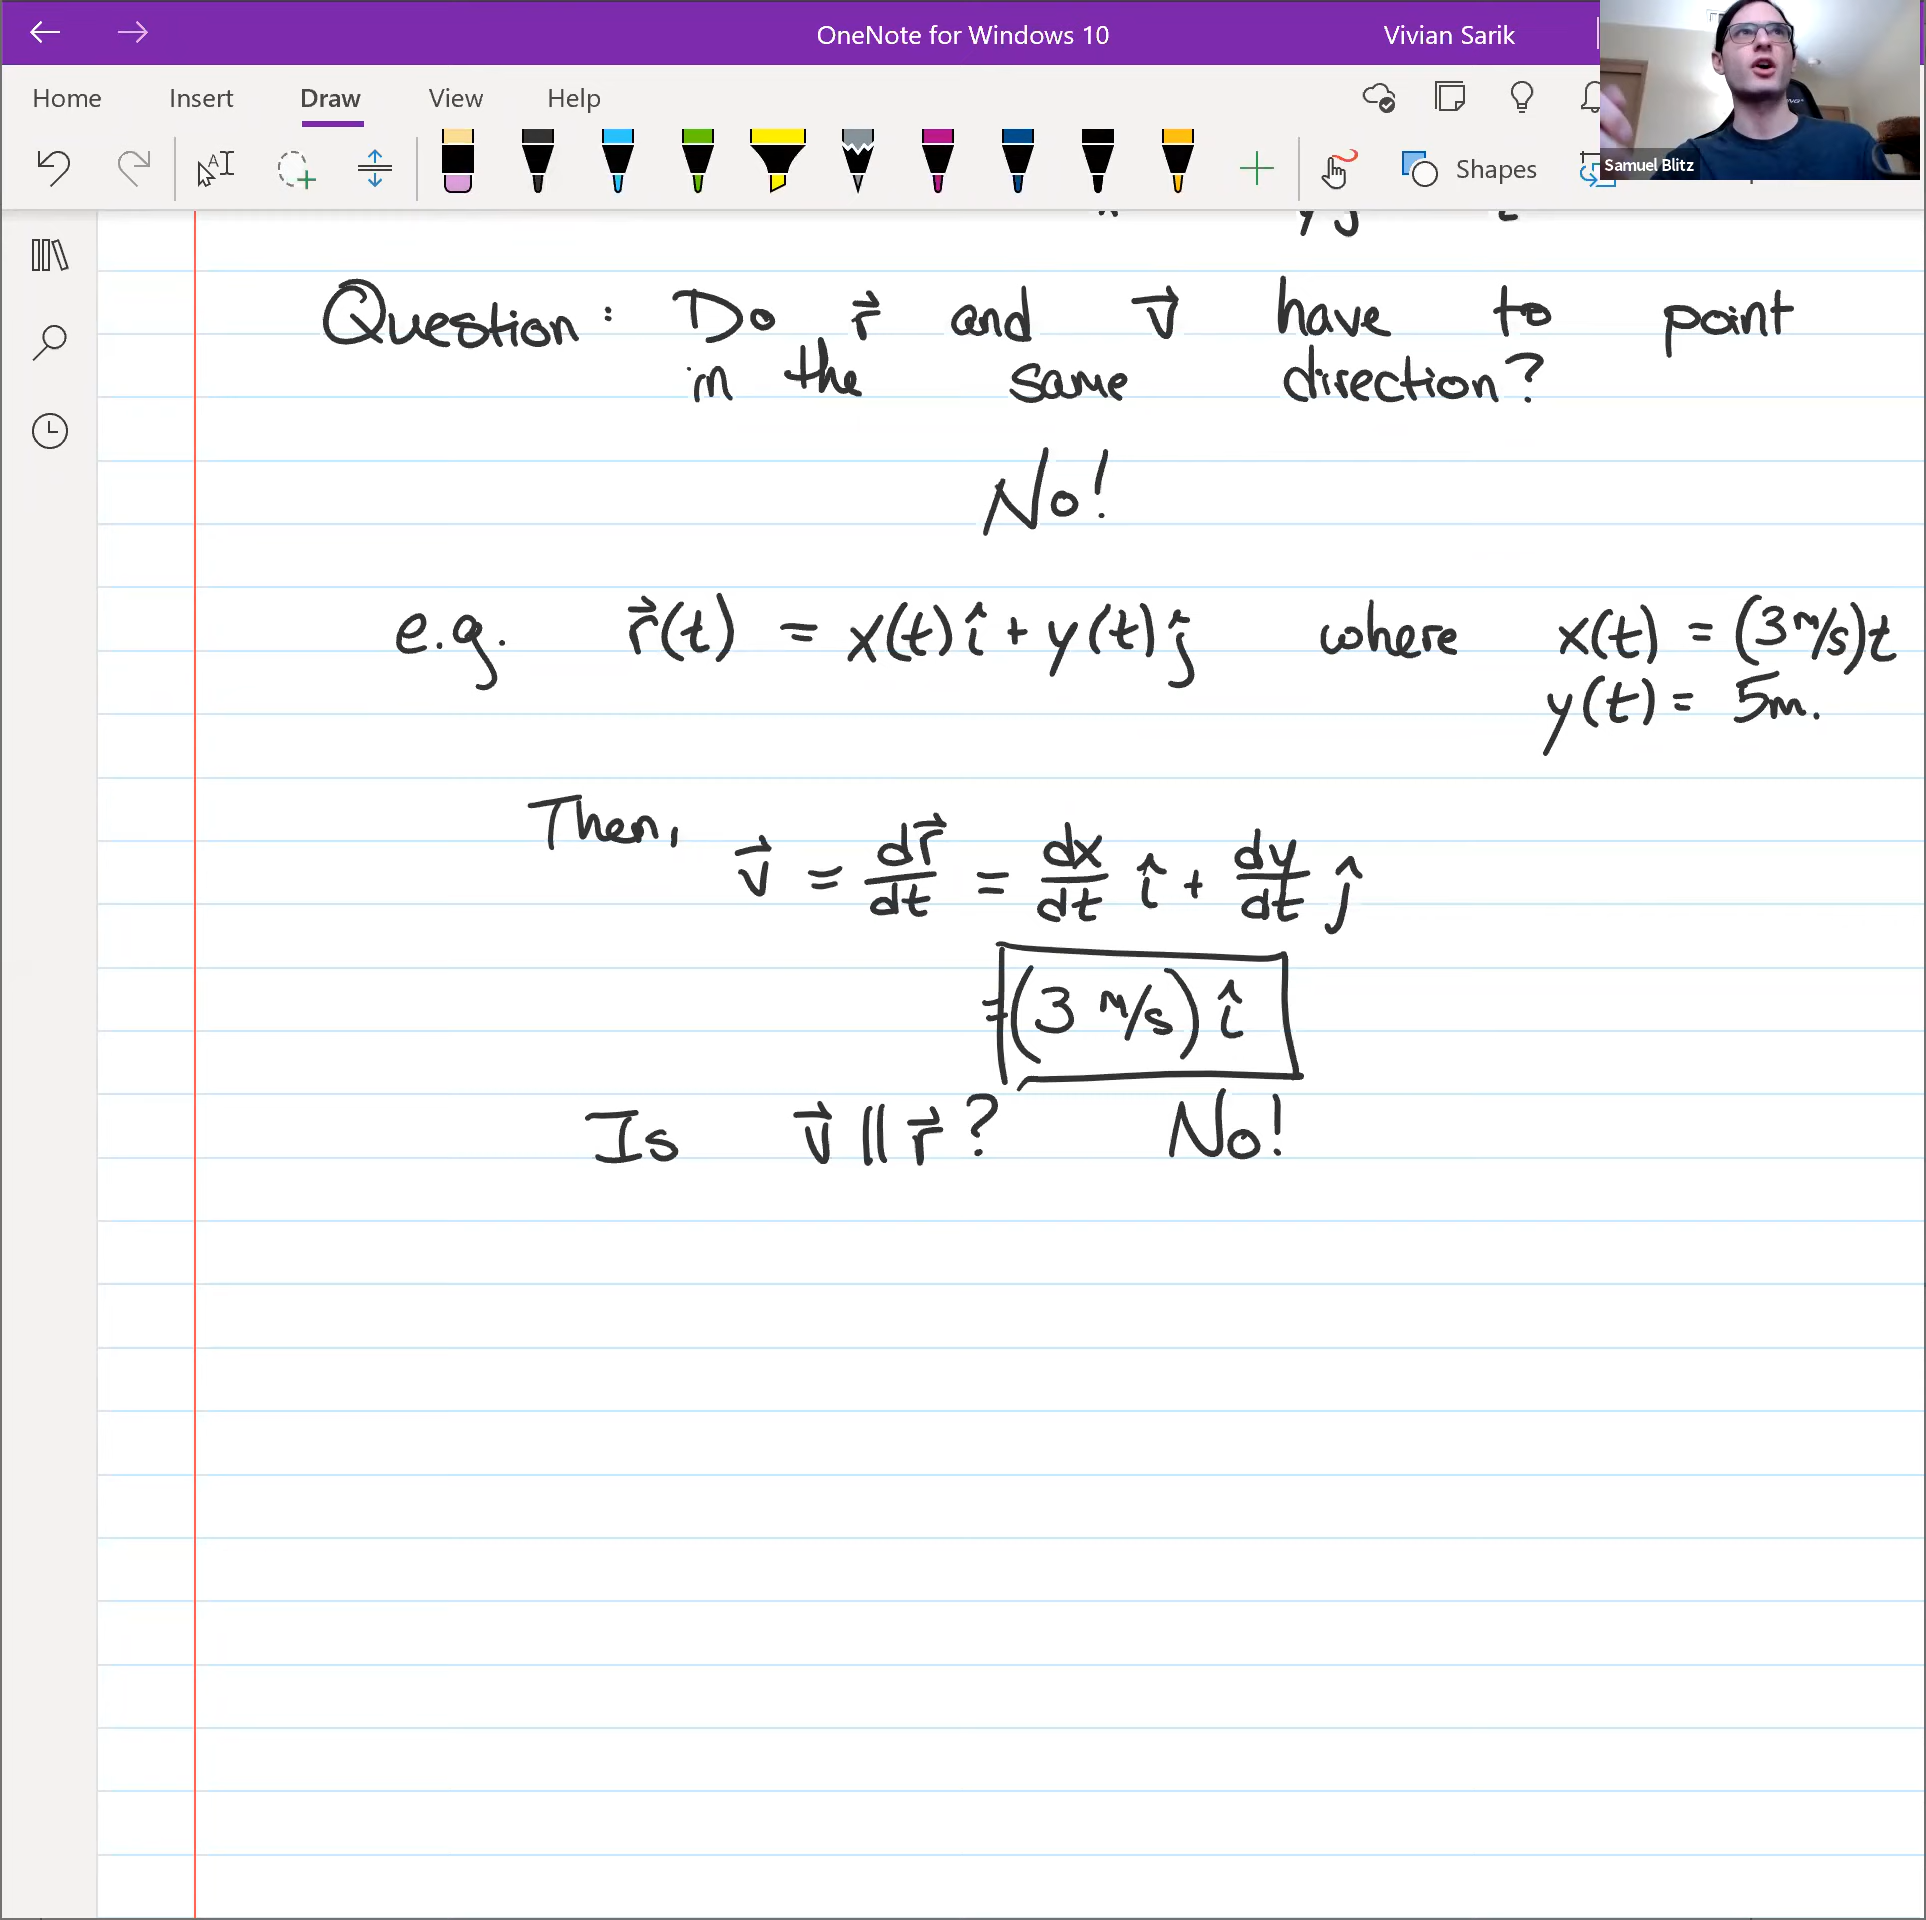 OneNote for Windows 10 Vivian Sarik
Home Insert Draw View Help
Shapes
Samuel Blitz
Question: Do r⃗ and v⃗ have to point
in the same direction?
No!
e.g. r⃗(t) = x(t) î + y(t) ĵ where x(t) = (3 m/s)t
y(t) = 5m.
Then, v⃗ = dr⃗/dt = dx/dt î + dy/dt ĵ
= (3 m/s) î
Is v⃗ || r⃗ ? No!